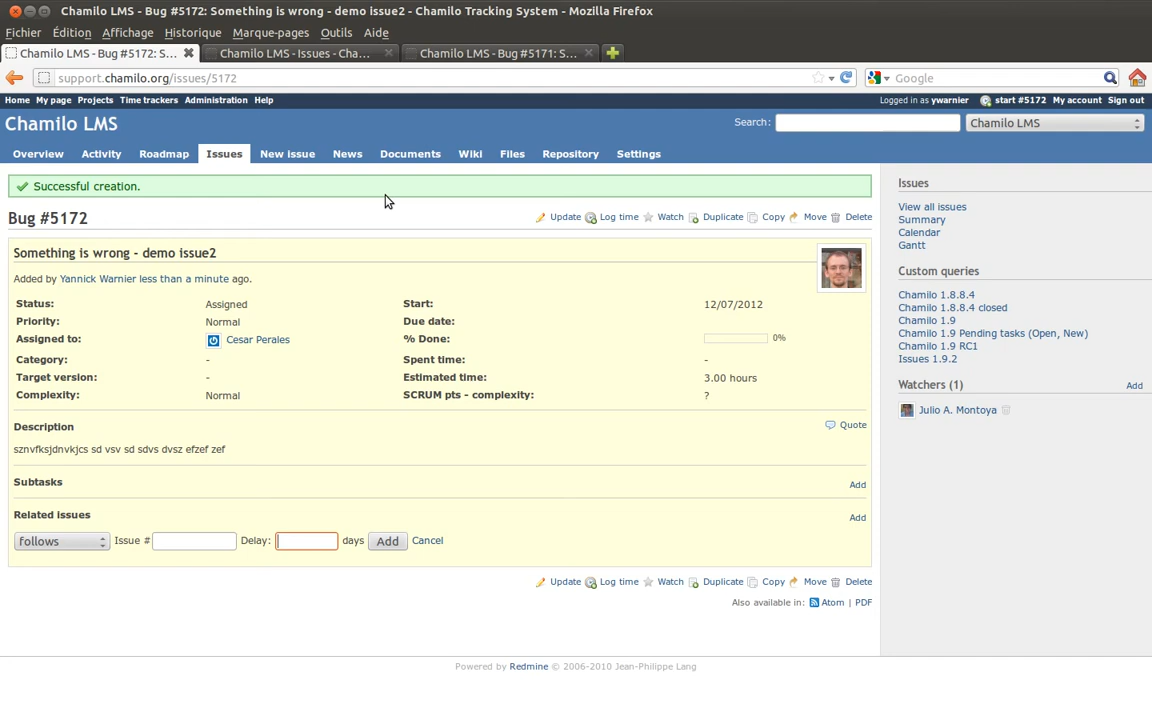 Chamilo LMS - Bug #5172: Something is wrong - demo issue2 - Chamilo Tracking System - Mozilla Firefox
Fichier Édition Affichage Historique Marque-pages Outils Aide
Chamilo LMS - Bug #5172: S... Chamilo LMS - Issues - Cha... Chamilo LMS - Bug #5171: S...
support.chamilo.org/issues/5172 Google
Home My page Projects Time trackers Administration Help Logged in as ywarnier start #5172 My account Sign out
Chamilo LMS Search: Chamilo LMS
Overview Activity Roadmap Issues New issue News Documents Wiki Files Repository Settings
Successful creation.
Bug #5172 Update Log time Watch Duplicate Copy Move Delete
Something is wrong - demo issue2
Added by Yannick Warnier less than a minute ago.
Status: Assigned Start: 12/07/2012
Priority: Normal Due date:
Assigned to: Cesar Perales % Done: 0%
Category: - Spent time: -
Target version: - Estimated time: 3.00 hours
Complexity: Normal SCRUM pts - complexity: ?
Description Quote
sznvfksjdnvkjcs sd vsv sd sdvs dvsz efzef zef
Subtasks Add
Related issues Add
follows Issue # Delay: days Add Cancel
Update Log time Watch Duplicate Copy Move Delete
Also available in: Atom | PDF
Issues
View all issues
Summary
Calendar
Gantt
Custom queries
Chamilo 1.8.8.4
Chamilo 1.8.8.4 closed
Chamilo 1.9
Chamilo 1.9 Pending tasks (Open, New)
Chamilo 1.9 RC1
Issues 1.9.2
Watchers (1) Add
Julio A. Montoya
Powered by Redmine © 2006-2010 Jean-Philippe Lang